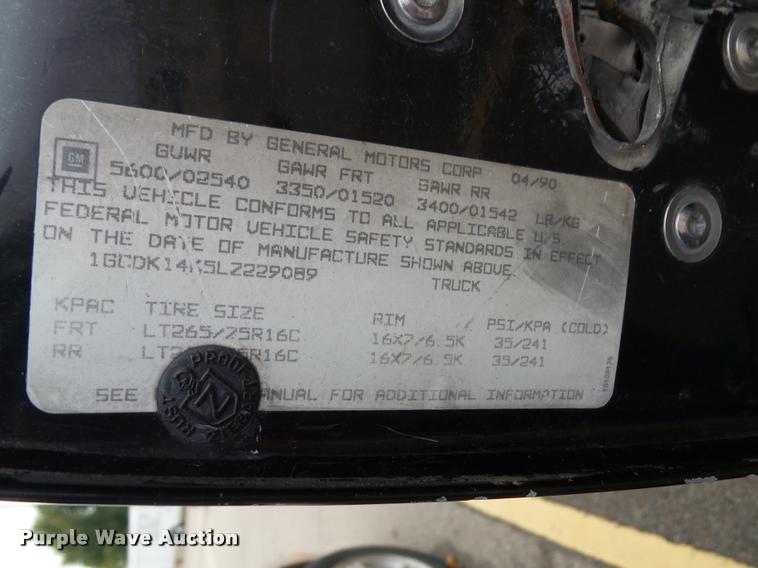 MFD BY GENERAL MOTORS CORP 04/90
GM
GVWR GAWR FRT GAWR RR
5600/02540 3350/01520 3400/01542 LB/KG
THIS VEHICLE CONFORMS TO ALL APPLICABLE U.S.
FEDERAL MOTOR VEHICLE SAFETY STANDARDS IN EFFECT
ON THE DATE OF MANUFACTURE SHOWN ABOVE.
1GCDK14K5LZ229089 TRUCK
KPAC TIRE SIZE RIM PSI/KPA (COLD)
FRT LT265/75R16C 16X7/6.5K 35/241
RR 5R16C 16X7/6.5K 35/241
SEE MANUAL FOR ADDITIONAL INFORMATION
Z
RUST
Purple Wave Auction